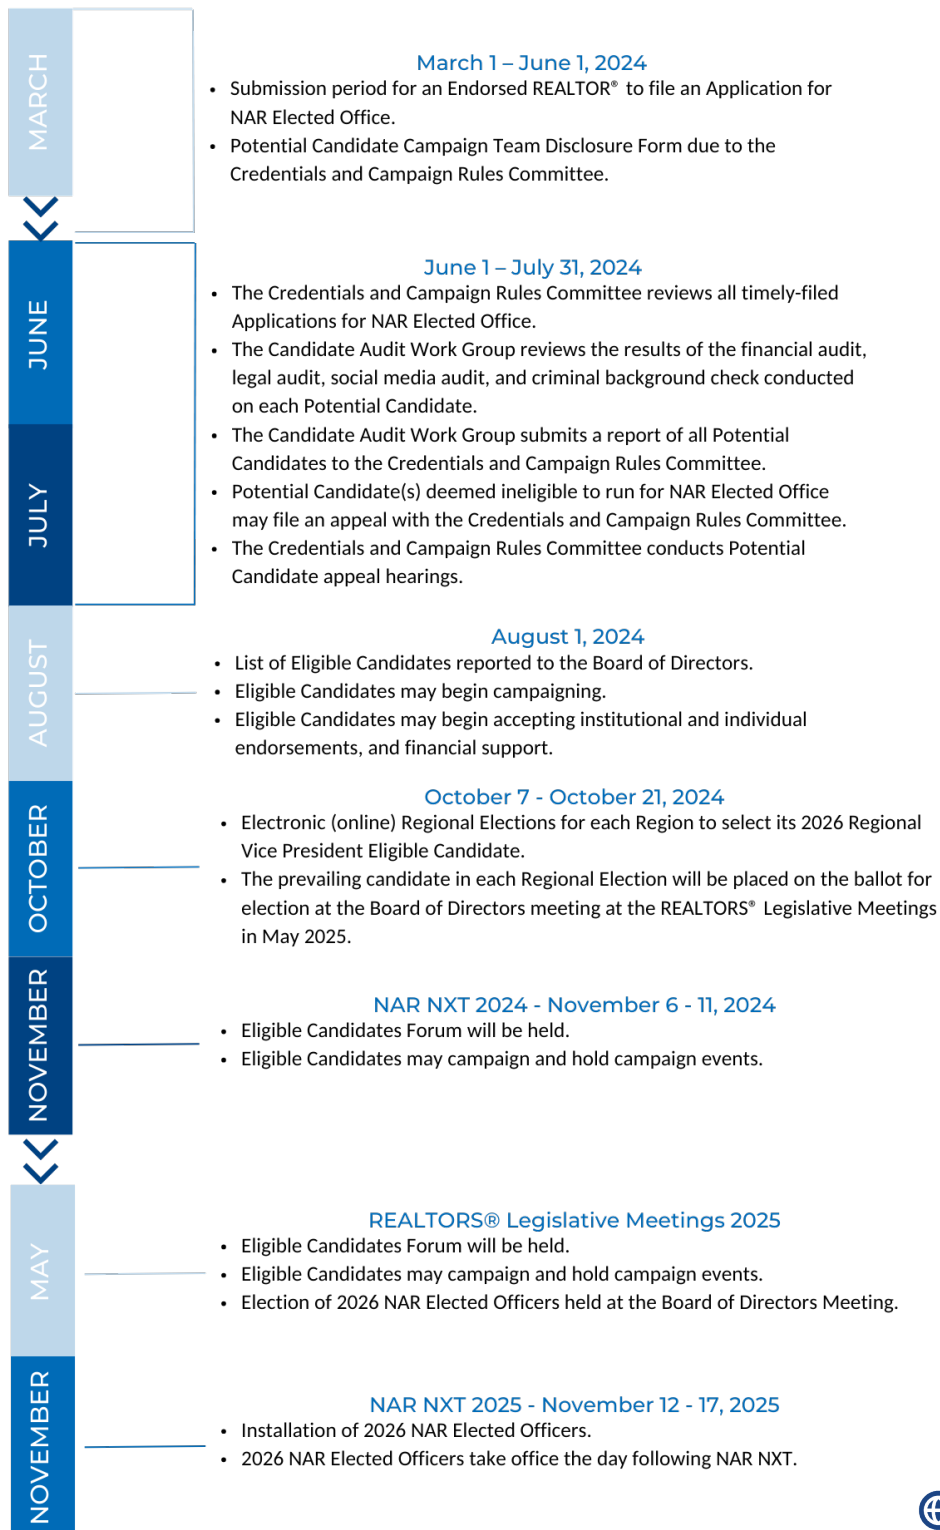 MARCH
March 1 – June 1, 2024
• Submission period for an Endorsed REALTOR® to file an Application for
NAR Elected Office.
• Potential Candidate Campaign Team Disclosure Form due to the
Credentials and Campaign Rules Committee.
JUNE
JULY
June 1 – July 31, 2024
• The Credentials and Campaign Rules Committee reviews all timely-filed
Applications for NAR Elected Office.
• The Candidate Audit Work Group reviews the results of the financial audit,
legal audit, social media audit, and criminal background check conducted
on each Potential Candidate.
• The Candidate Audit Work Group submits a report of all Potential
Candidates to the Credentials and Campaign Rules Committee.
• Potential Candidate(s) deemed ineligible to run for NAR Elected Office
may file an appeal with the Credentials and Campaign Rules Committee.
• The Credentials and Campaign Rules Committee conducts Potential
Candidate appeal hearings.
AUGUST
August 1, 2024
• List of Eligible Candidates reported to the Board of Directors.
• Eligible Candidates may begin campaigning.
• Eligible Candidates may begin accepting institutional and individual
endorsements, and financial support.
OCTOBER
October 7 - October 21, 2024
• Electronic (online) Regional Elections for each Region to select its 2026 Regional
Vice President Eligible Candidate.
• The prevailing candidate in each Regional Election will be placed on the ballot for
election at the Board of Directors meeting at the REALTORS® Legislative Meetings
in May 2025.
NOVEMBER
NAR NXT 2024 - November 6 - 11, 2024
• Eligible Candidates Forum will be held.
• Eligible Candidates may campaign and hold campaign events.
MAY
REALTORS® Legislative Meetings 2025
• Eligible Candidates Forum will be held.
• Eligible Candidates may campaign and hold campaign events.
• Election of 2026 NAR Elected Officers held at the Board of Directors Meeting.
NOVEMBER
NAR NXT 2025 - November 12 - 17, 2025
• Installation of 2026 NAR Elected Officers.
• 2026 NAR Elected Officers take office the day following NAR NXT.